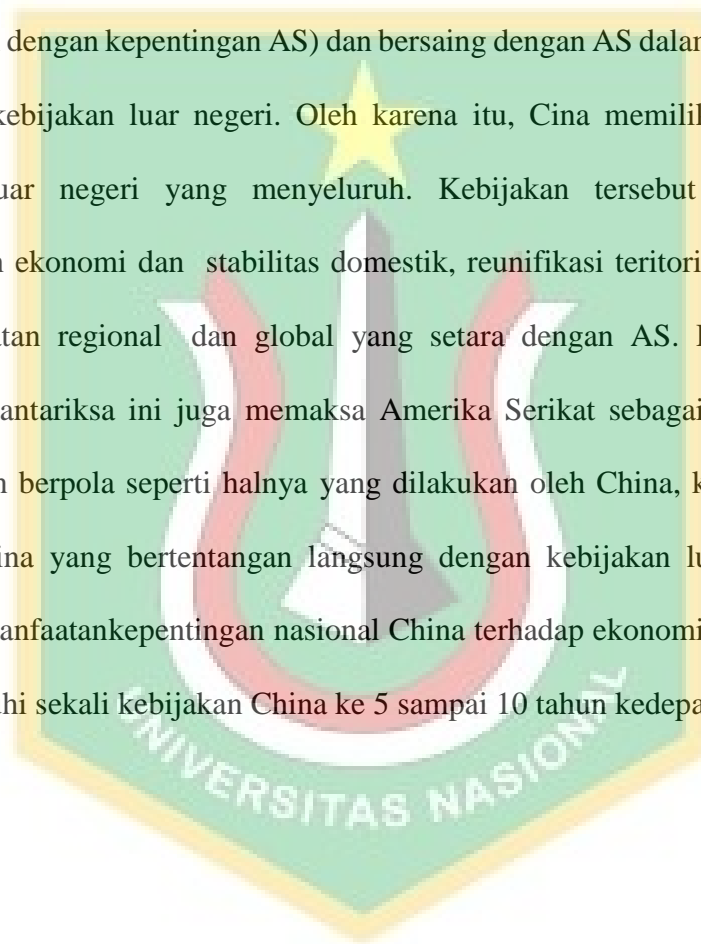 dengan kepentingan AS) dan bersaing dengan AS dalam
kebijakan luar negeri. Oleh karena itu, Cina memilik
uar negeri yang menyeluruh. Kebijakan tersebut
n ekonomi dan stabilitas domestik, reunifikasi teritori
atan regional dan global yang setara dengan AS.
antariksa ini juga memaksa Amerika Serikat sebagai
n berpola seperti halnya yang dilakukan oleh China, k
ina yang bertentangan langsung dengan kebijakan lu
anfaatankepentingan nasional China terhadap ekonomi
hi sekali kebijakan China ke 5 sampai 10 tahun kedepa
UNIVERSITAS NASIONAL